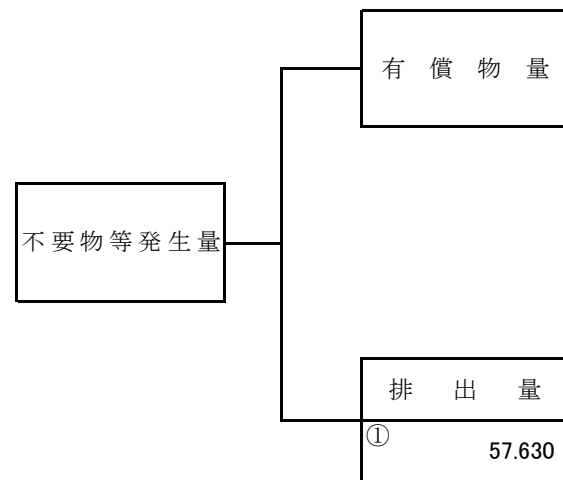 有償物量
不要物等発生量
排出量
①
57.630